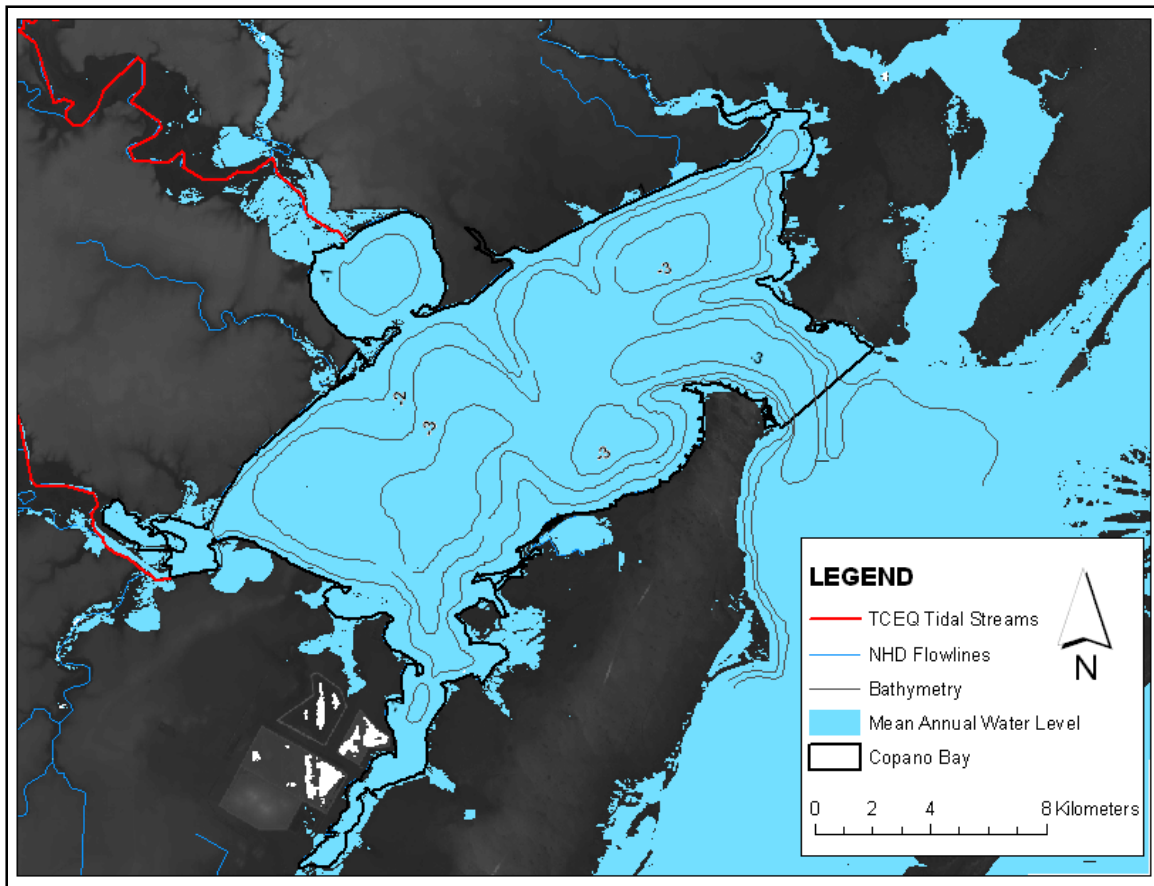 -3
-1
3
-2
-3
-3
LEGEND
TCEQ Tidal Streams
NHD Flowlines
Bathymetry
Mean Annual Water Level
Copano Bay
N
0 2 4 8 Kilometers